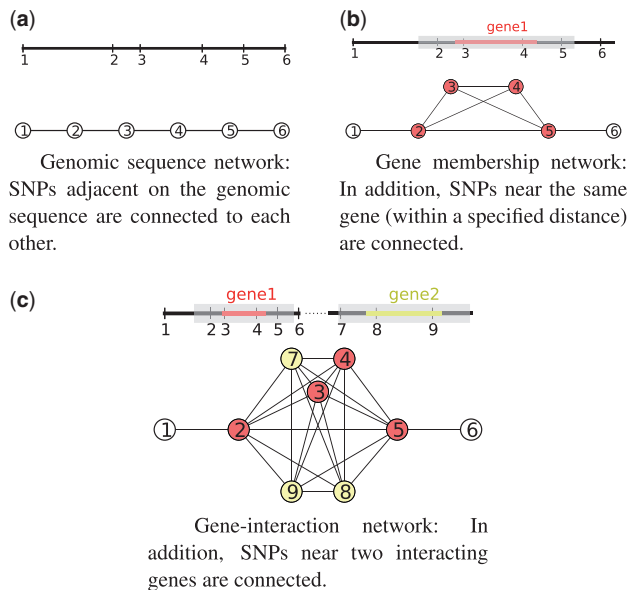 (a)
1 2 3 4 5 6
1 2 3 4 5 6
Genomic sequence network:
SNPs adjacent on the genomic
sequence are connected to each
other.
(b)
gene1
1 2 3 4 5 6
3 4
1 2 5 6
Gene membership network:
In addition, SNPs near the same
gene (within a specified distance)
are connected.
(c)
gene1 gene2
1 2 3 4 5 6 7 8 9
7 4
3
1 2 5 6
9 8
Gene-interaction network: In
addition, SNPs near two interacting
genes are connected.